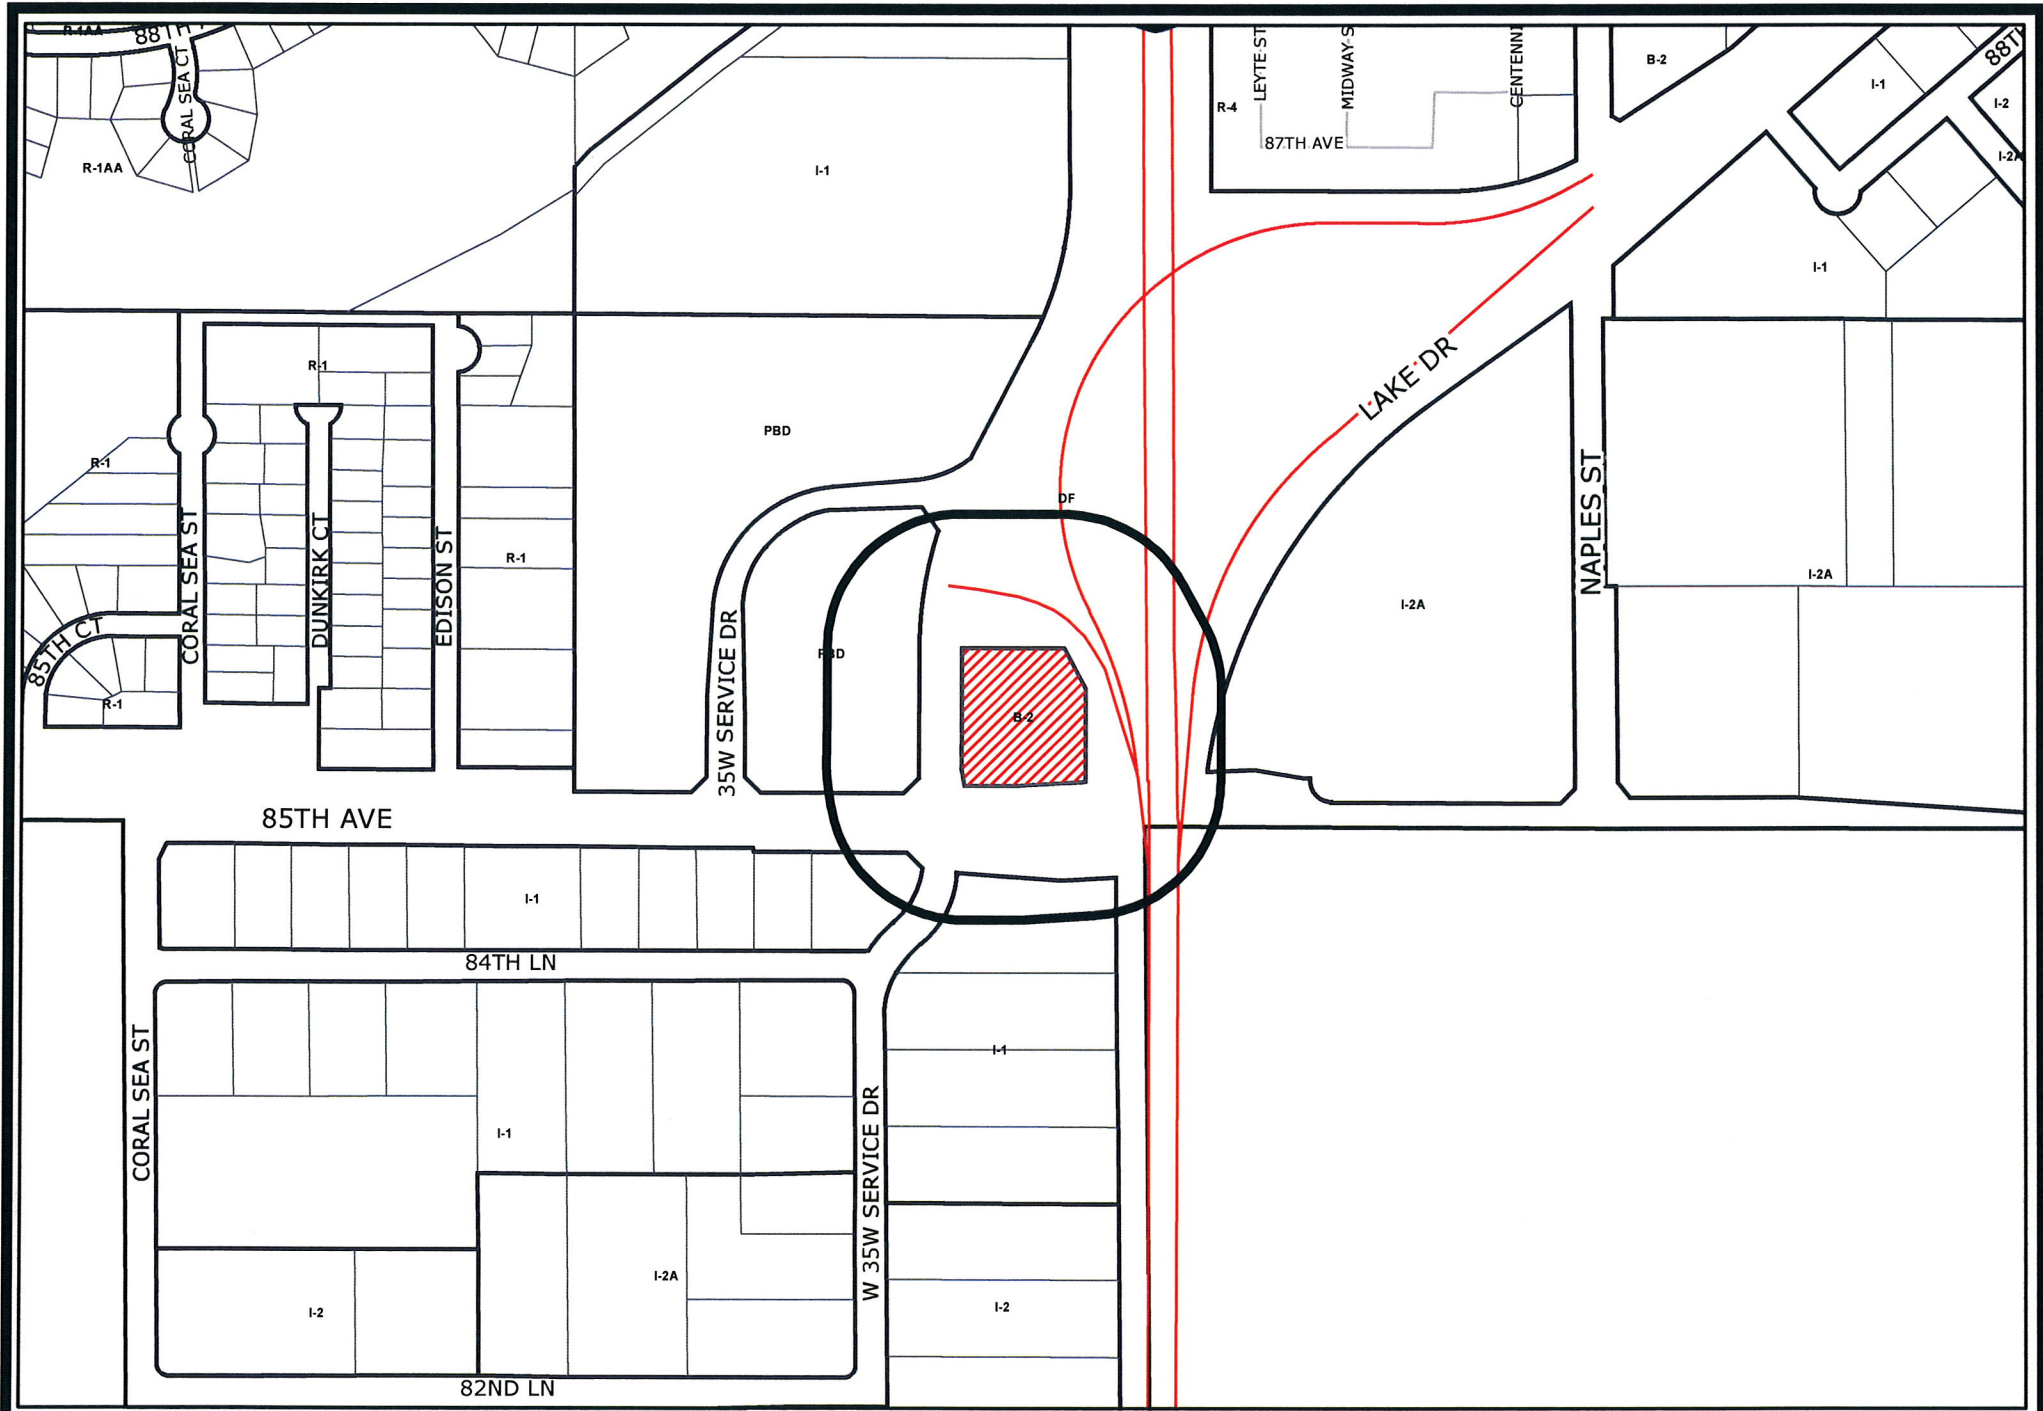 R-1AA
88TH
CORAL SEA CT
R-1AA
I-1
R-4
LEYTE ST
MIDWAY S
CENTENNI
87TH AVE
B-2
I-1
88TH
I-2
I-2A
I-1
R-1
R-1
PBD
LAKE DR
DF
NAPLES ST
I-2A
I-2A
CORAL SEA ST
DUNKIRK CT
EDISON ST
R-1
85TH CT
R-1
35W SERVICE DR
PBD
B-2
85TH AVE
I-1
84TH LN
CORAL SEA ST
I-1
I-1
W 35W SERVICE DR
I-2A
I-2
I-2
82ND LN